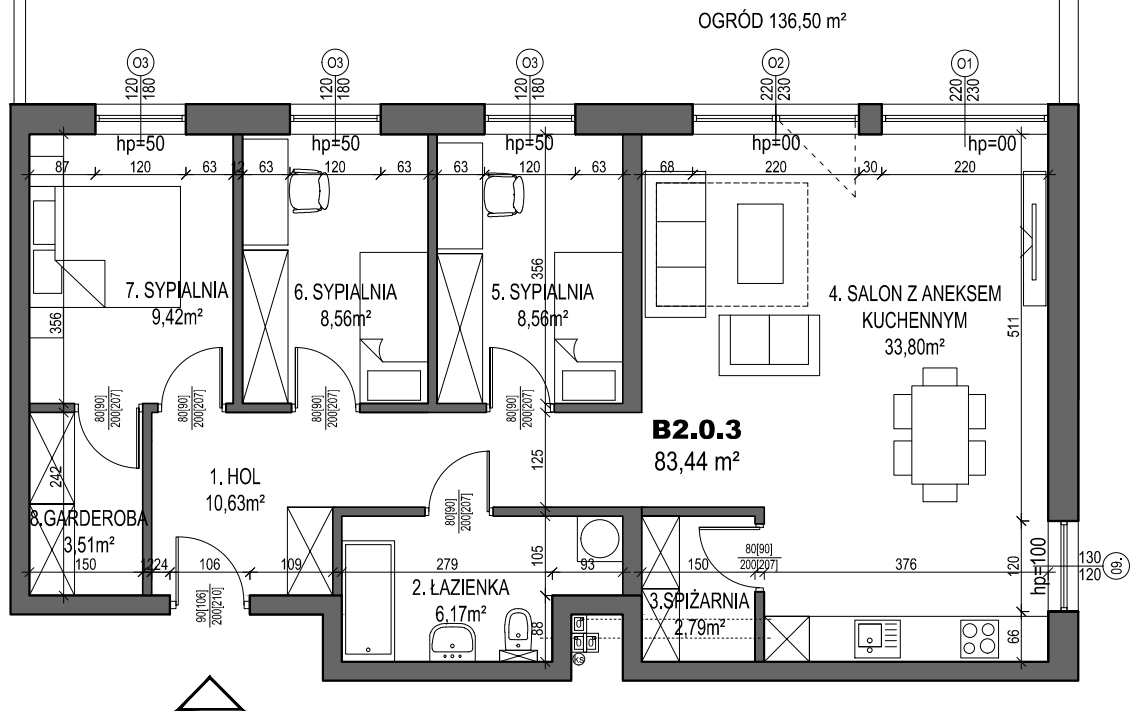 OGRÓD 136,50 m²
O3
120
180
O3
120
180
O3
120
180
O2
220
230
O1
220
230
hp=50
hp=50
hp=50
hp=00
hp=00
87
120
63
12
63
120
63
63
120
63
68
220
30
220
356
356
511
7. SYPIALNIA
9,42m²
6. SYPIALNIA
8,56m²
5. SYPIALNIA
8,56m²
4. SALON Z ANEKSEM
KUCHENNYM
33,80m²
80[90]
200[207]
80[90]
200[207]
80[90]
200[207]
80[90]
200[207]
B2.0.3
83,44 m²
242
1. HOL
10,63m²
125
80[90]
200[207]
8.GARDEROBA
3,51m²
150
12
24
106
109
279
105
93
150
80[90]
200[207]
376
120
hp=100
130
120
O9.
90[106]
200[210]
2. ŁAZIENKA
6,17m²
88
KS
3.SPIŻARNIA
2,79m²
66